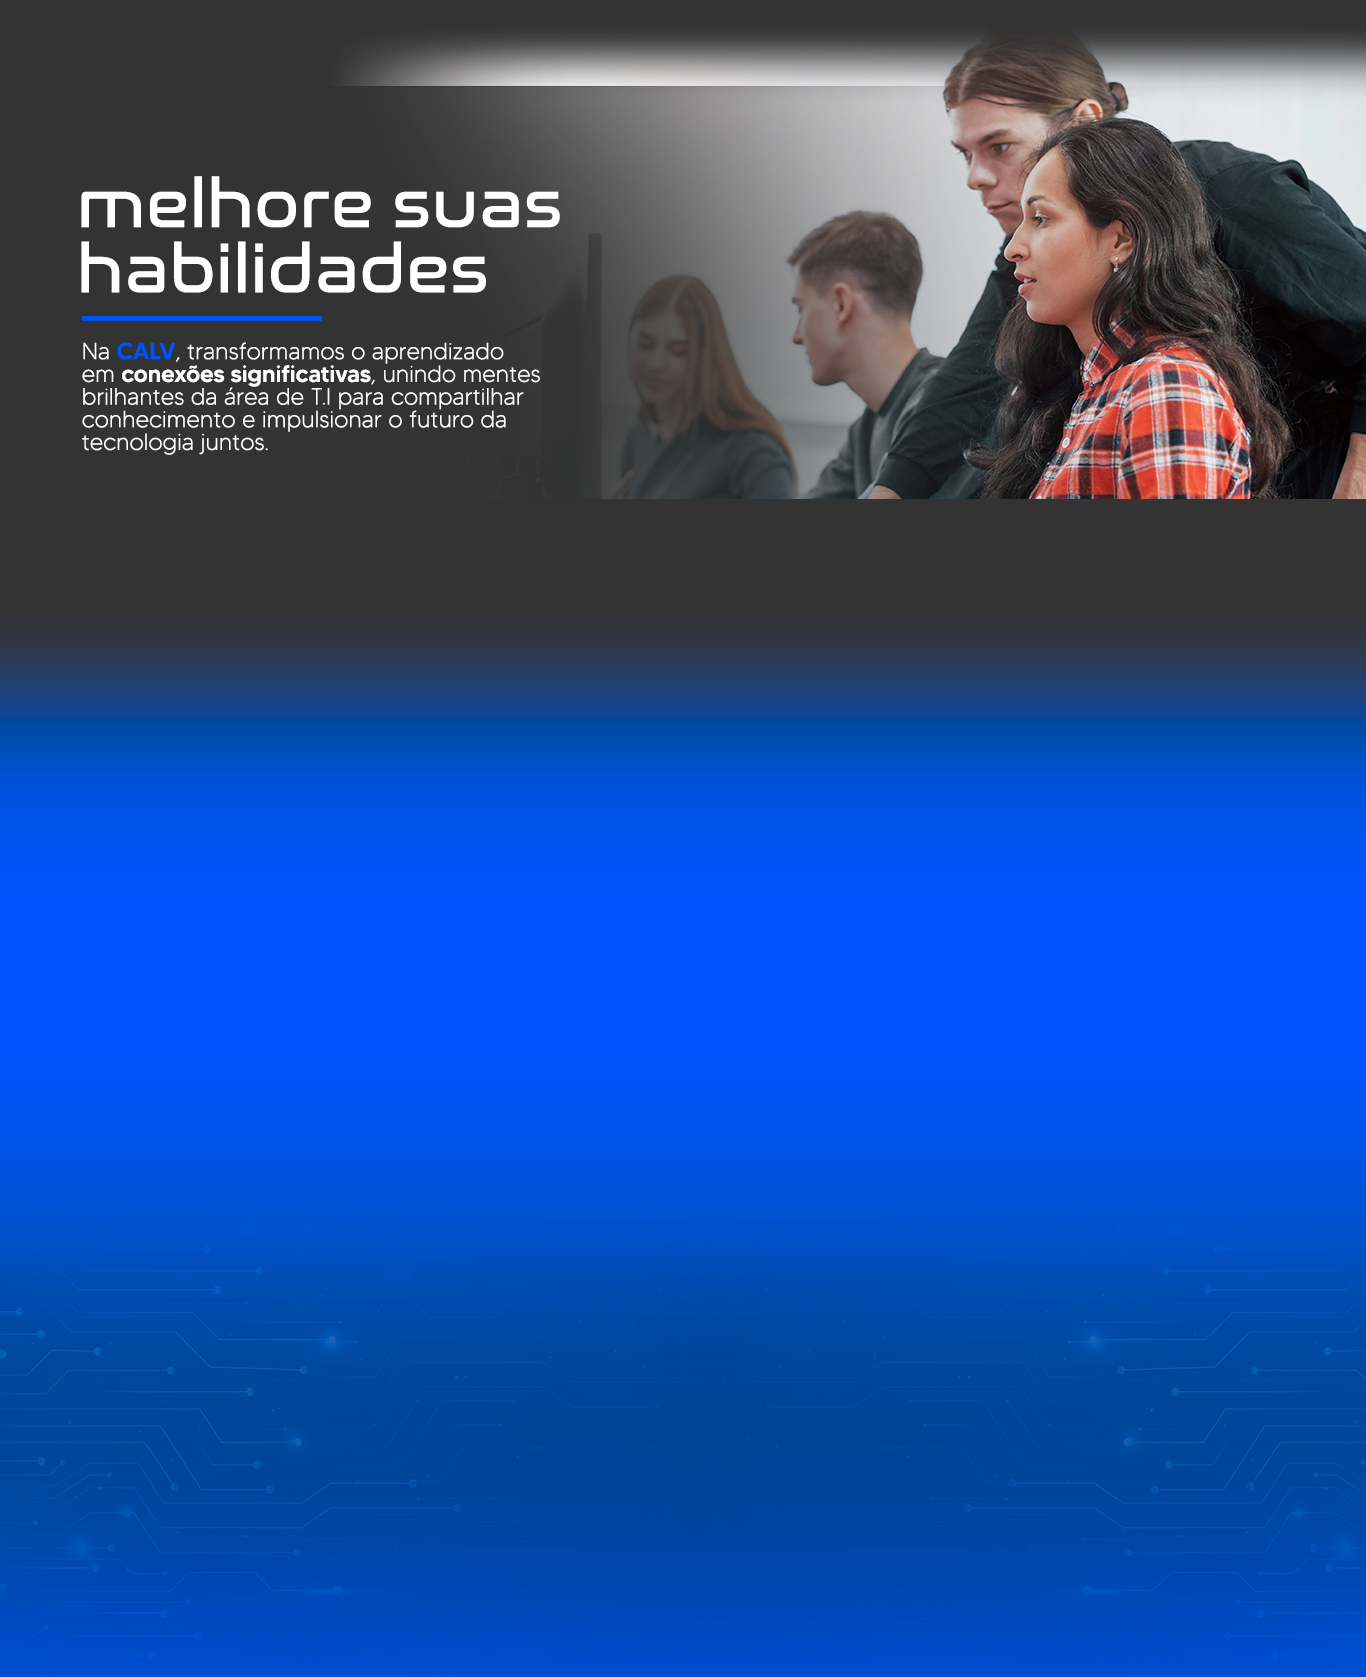 melhore suas
habilidades
Na CALV, transformamos o aprendizado
em conexões significativas, unindo mentes
brilhantes da área de T.I para compartilhar
conhecimento e impulsionar o futuro da
tecnologia juntos.